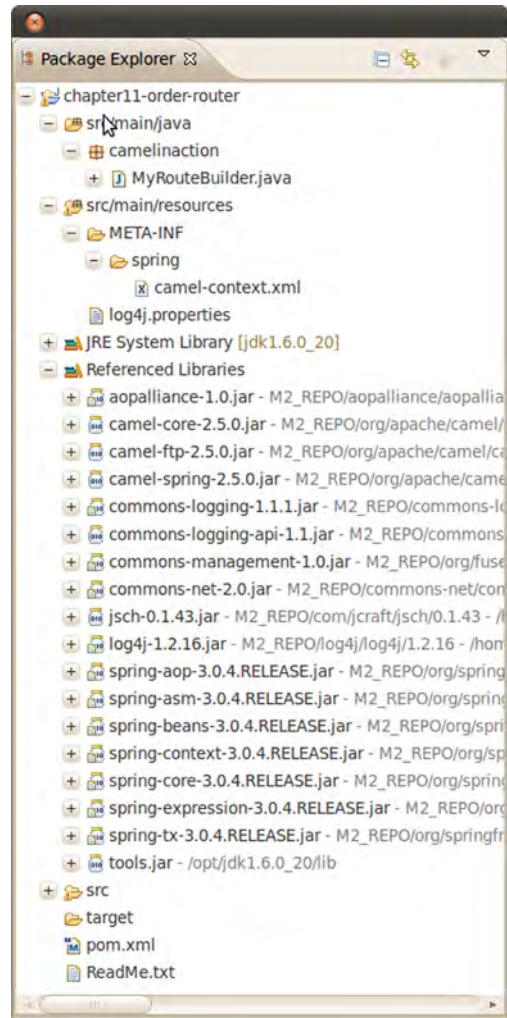 Package Explorer
chapter11-order-router
src/main/java
camelinaction
MyRouteBuilder.java
src/main/resources
META-INF
spring
camel-context.xml
log4j.properties
JRE System Library [jdk1.6.0_20]
Referenced Libraries
aopalliance-1.0.jar - M2_REPO/aopalliance/aopallia
camel-core-2.5.0.jar - M2_REPO/org/apache/camel/
camel-ftp-2.5.0.jar - M2_REPO/org/apache/camel/ca
camel-spring-2.5.0.jar - M2_REPO/org/apache/came
commons-logging-1.1.1.jar - M2_REPO/commons-lo
commons-logging-api-1.1.jar - M2_REPO/commons
commons-management-1.0.jar - M2_REPO/org/fuse
commons-net-2.0.jar - M2_REPO/commons-net/com
jsch-0.1.43.jar - M2_REPO/com/jcraft/jsch/0.1.43 - /h
log4j-1.2.16.jar - M2_REPO/log4j/log4j/1.2.16 - /hom
spring-aop-3.0.4.RELEASE.jar - M2_REPO/org/spring
spring-asm-3.0.4.RELEASE.jar - M2_REPO/org/spring
spring-beans-3.0.4.RELEASE.jar - M2_REPO/org/spri
spring-context-3.0.4.RELEASE.jar - M2_REPO/org/sp
spring-core-3.0.4.RELEASE.jar - M2_REPO/org/spring
spring-expression-3.0.4.RELEASE.jar - M2_REPO/org
spring-tx-3.0.4.RELEASE.jar - M2_REPO/org/springfr
tools.jar - /opt/jdk1.6.0_20/lib
src
target
pom.xml
ReadMe.txt